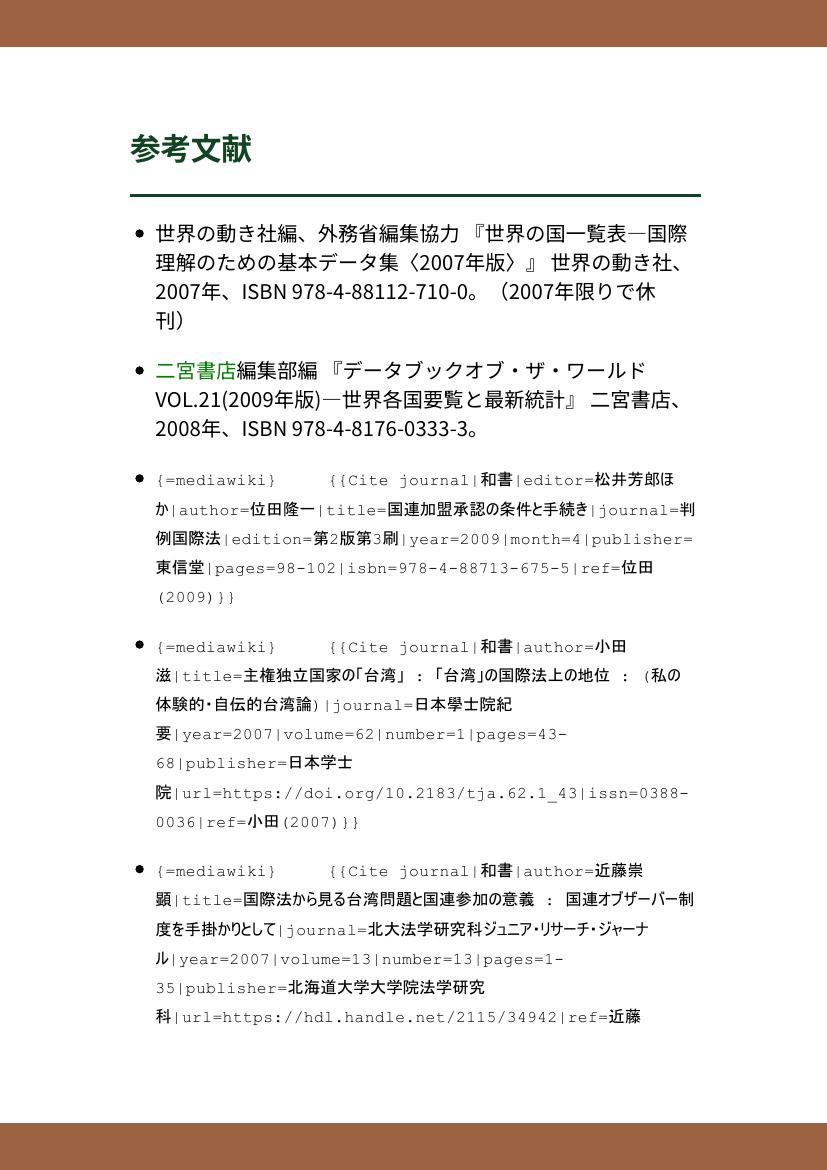 参考文献
世界の動き社編、外務省編集協力 『世界の国一覧表―国際
理解のための基本データ集〈2007年版〉』 世界の動き社、
2007年、ISBN 978-4-88112-710-0。（2007年限りで休
刊）
二宮書店編集部編 『データブックオブ・ザ・ワールド
VOL.21(2009年版)―世界各国要覧と最新統計』 二宮書店、
2008年、ISBN 978-4-8176-0333-3。
{=mediawiki} {{Cite journal|和書|editor=松井芳郎ほ
か|author=位田隆一|title=国連加盟承認の条件と手続き|journal=判
例国際法|edition=第2版第3刷|year=2009|month=4|publisher=
東信堂|pages=98-102|isbn=978-4-88713-675-5|ref=位田
(2009)}}
{=mediawiki} {{Cite journal|和書|author=小田
滋|title=主権独立国家の｢台湾｣ : ｢台湾｣の国際法上の地位 : (私の
体験的･自伝的台湾論)|journal=日本學士院紀
要|year=2007|volume=62|number=1|pages=43-
68|publisher=日本学士
院|url=https://doi.org/10.2183/tja.62.1_43|issn=0388-
0036|ref=小田(2007)}}
{=mediawiki} {{Cite journal|和書|author=近藤崇
顕|title=国際法から見る台湾問題と国連参加の意義 : 国連オブザーバー制
度を手掛かりとして|journal=北大法学研究科ジュニア･リサーチ･ジャーナ
ル|year=2007|volume=13|number=13|pages=1-
35|publisher=北海道大学大学院法学研究
科|url=https://hdl.handle.net/2115/34942|ref=近藤